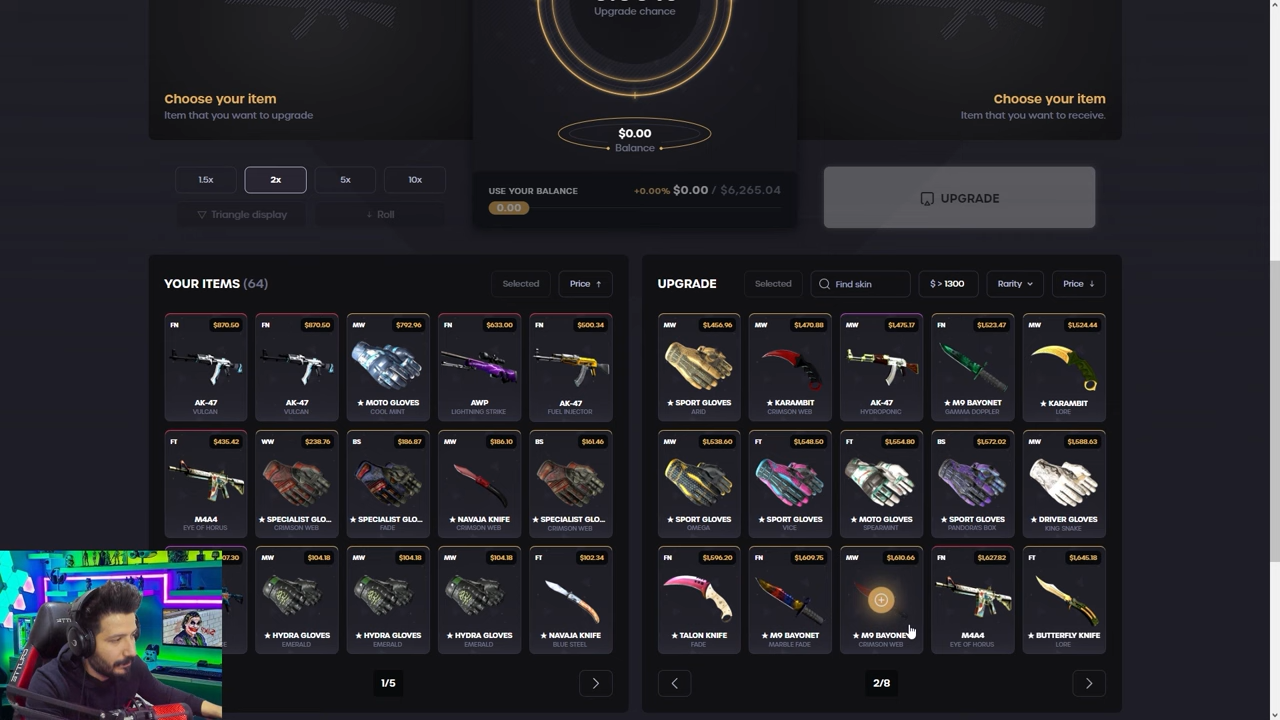 Upgrade chance
Choose your item
Item that you want to upgrade
Choose your item
Item that you want to receive.
$0.00
Balance
1.5x
2x
5x
10x
Triangle display
Roll
USE YOUR BALANCE
+0.00% $0.00 / $6,265.04
0.00
UPGRADE
YOUR ITEMS (64)
Selected
Price
UPGRADE
Selected
Find skin
$ > 1300
Rarity
Price
FN $870.50
FN $870.50
MW $792.96
FN $633.00
FN $500.34
AK-47
VULCAN
AK-47
VULCAN
★ MOTO GLOVES
COOL MINT
AWP
LIGHTNING STRIKE
AK-47
FUEL INJECTOR
FT $435.42
WW $238.76
BS $186.87
MW $186.10
BS $161.46
M4A4
EYE OF HORUS
★ SPECIALIST GLO...
CRIMSON WEB
★ SPECIALIST GLO...
FADE
★ NAVAJA KNIFE
CRIMSON WEB
★ SPECIALIST GLO...
CRIMSON WEB
07.30
MW $104.18
MW $104.18
MW $104.18
FT $102.34
★ HYDRA GLOVES
EMERALD
★ HYDRA GLOVES
EMERALD
★ HYDRA GLOVES
EMERALD
★ NAVAJA KNIFE
BLUE STEEL
1/5
MW $1,456.96
MW $1,470.88
MW $1,475.17
FN $1,523.47
MW $1,524.44
★ SPORT GLOVES
ARID
★ KARAMBIT
CRIMSON WEB
AK-47
HYDROPONIC
★ M9 BAYONET
GAMMA DOPPLER
★ KARAMBIT
LORE
MW $1,538.60
FT $1,548.50
FT $1,554.80
BS $1,572.02
MW $1,588.63
★ SPORT GLOVES
OMEGA
★ SPORT GLOVES
VICE
★ MOTO GLOVES
SPEARMINT
★ SPORT GLOVES
PANDORA'S BOX
★ DRIVER GLOVES
KING SNAKE
FN $1,596.20
FN $1,609.75
MW $1,610.66
FN $1,627.82
FT $1,645.18
★ TALON KNIFE
FADE
★ M9 BAYONET
MARBLE FADE
★ M9 BAYONE
CRIMSON WEB
M4A4
EYE OF HORUS
★ BUTTERFLY KNIFE
LORE
2/8